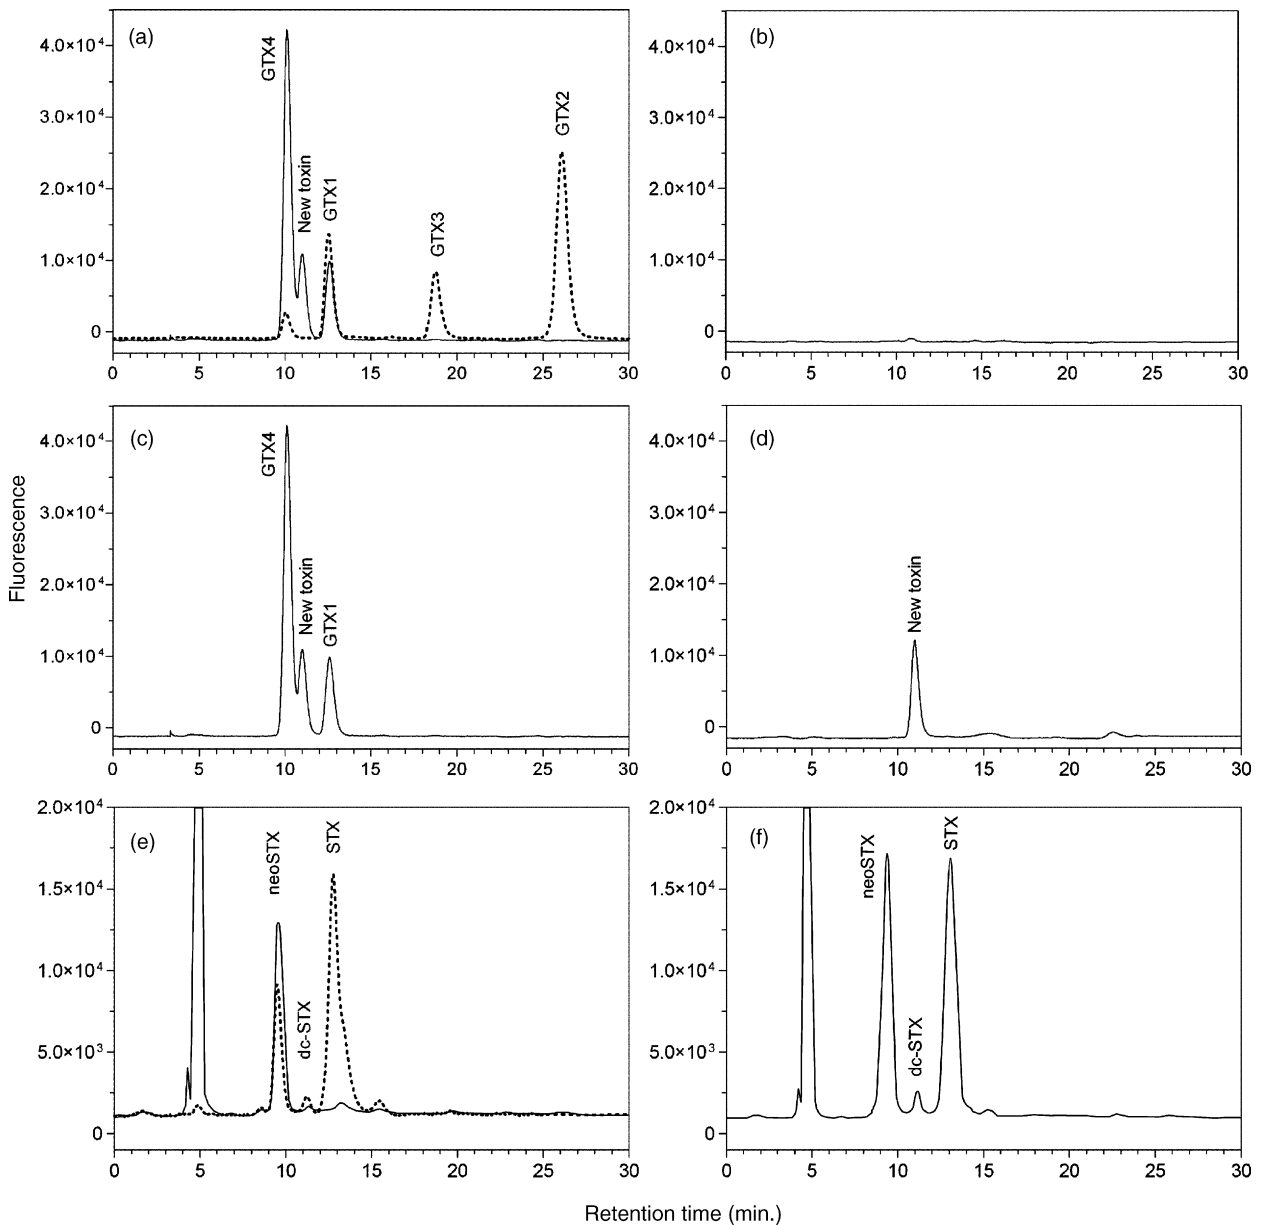 (a)
GTX4
New toxin
GTX1
GTX3
GTX2
4.0×10⁴
3.0×10⁴
2.0×10⁴
1.0×10⁴
0
0 5 10 15 20 25 30
(b)
4.0×10⁴
3.0×10⁴
2.0×10⁴
1.0×10⁴
0
0 5 10 15 20 25 30
Fluorescence
(c)
GTX4
New toxin
GTX1
4.0×10⁴
3.0×10⁴
2.0×10⁴
1.0×10⁴
0
0 5 10 15 20 25 30
(d)
New toxin
4.0×10⁴
3.0×10⁴
2.0×10⁴
1.0×10⁴
0
0 5 10 15 20 25 30
(e)
neoSTX
dc-STX
STX
2.0×10⁴
1.5×10⁴
1.0×10⁴
5.0×10³
0
0 5 10 15 20 25 30
(f)
neoSTX
dc-STX
STX
2.0×10⁴
1.5×10⁴
1.0×10⁴
5.0×10³
0
0 5 10 15 20 25 30
Retention time (min.)